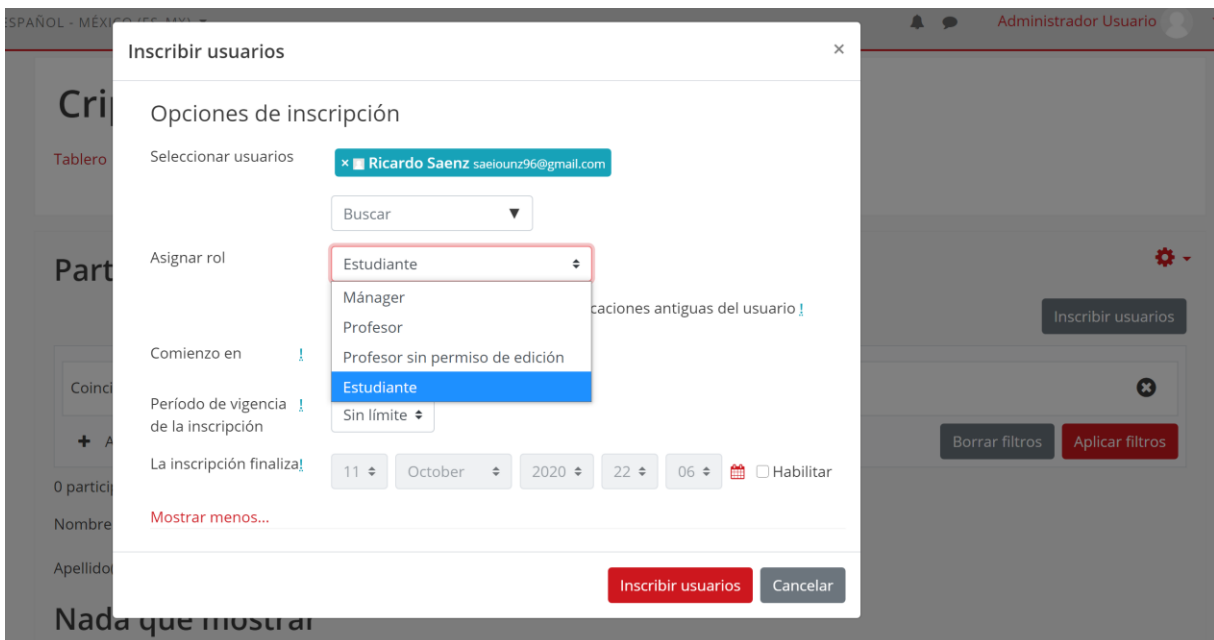 ESPAÑOL - MÉXICO (ES_MX)
Administrador Usuario
Inscribir usuarios ×
Opciones de inscripción
Seleccionar usuarios
× Ricardo Saenz saeiounz96@gmail.com
Buscar ▼
Asignar rol
Estudiante
Mánager
Profesor
Profesor sin permiso de edición
Estudiante
caciones antiguas del usuario !
Comienzo en !
Período de vigencia !
de la inscripción
Sin límite
La inscripción finaliza!
11 October 2020 22 06 Habilitar
Mostrar menos...
Inscribir usuarios Cancelar
Cri
Tablero
Part
Inscribir usuarios
Coinci
+ A
Borrar filtros Aplicar filtros
0 partici
Nombre
Apellido
Nada que mostrar